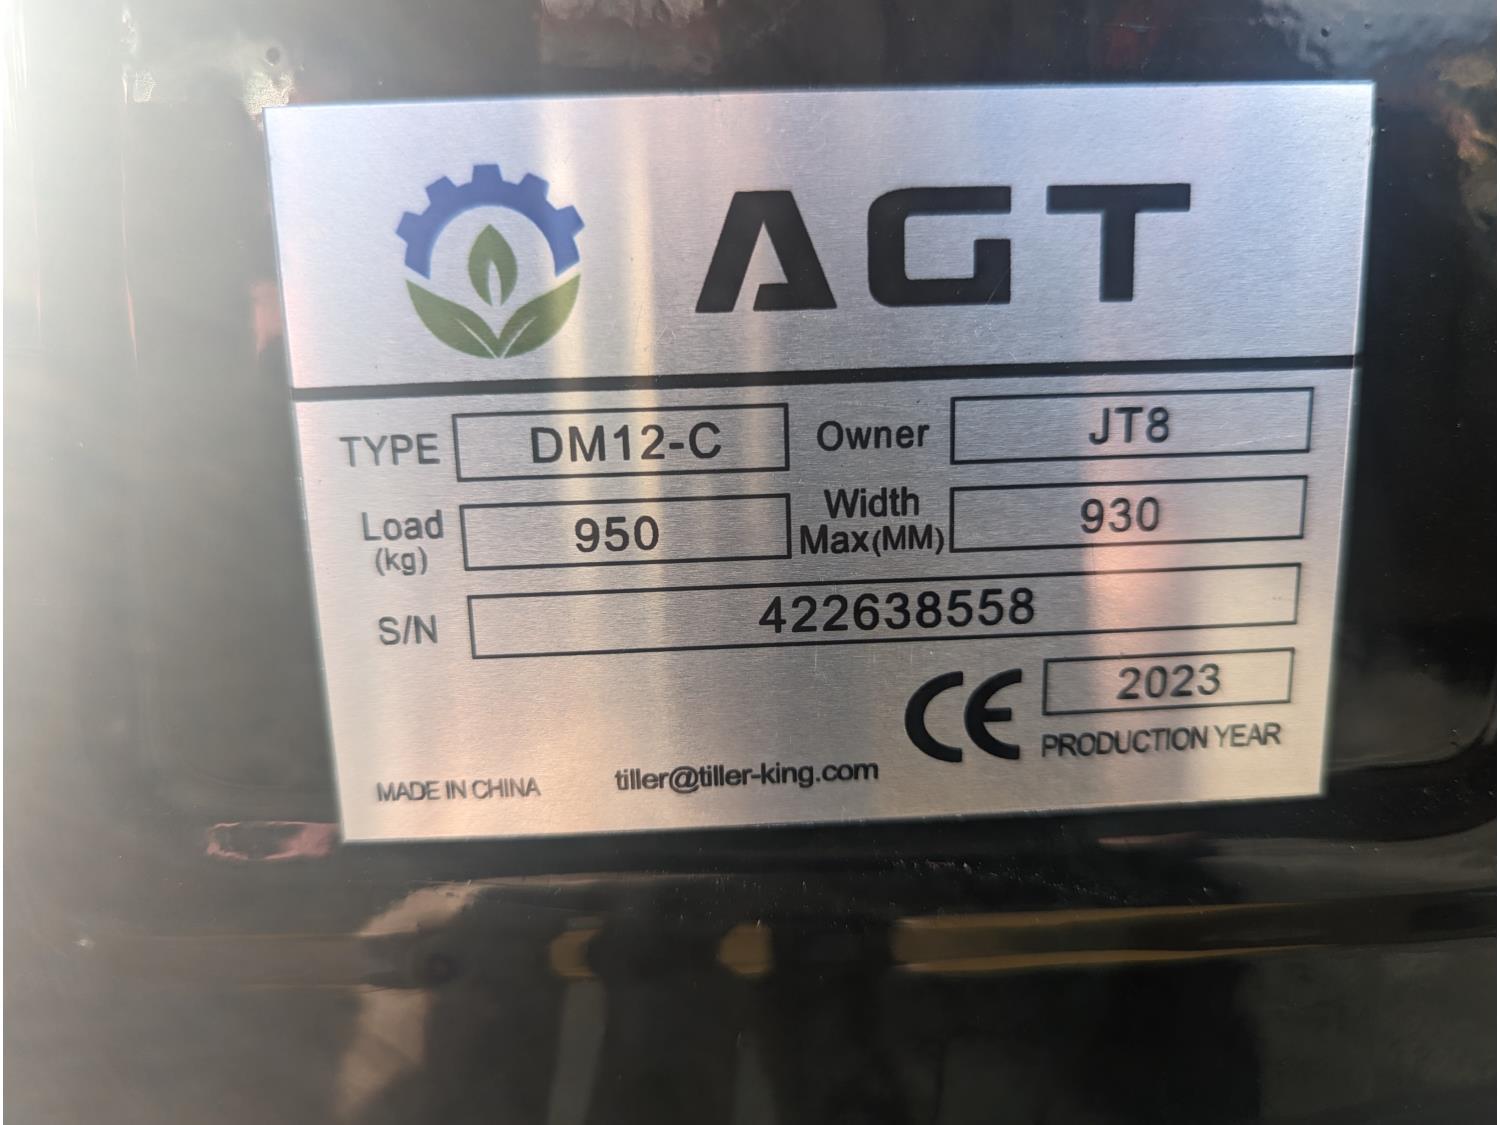 AGT
TYPE DM12-C Owner JT8
Load (kg) 950 Width Max(MM) 930
S/N 422638558
CE 2023
PRODUCTION YEAR
MADE IN CHINA tiller@tiller-king.com